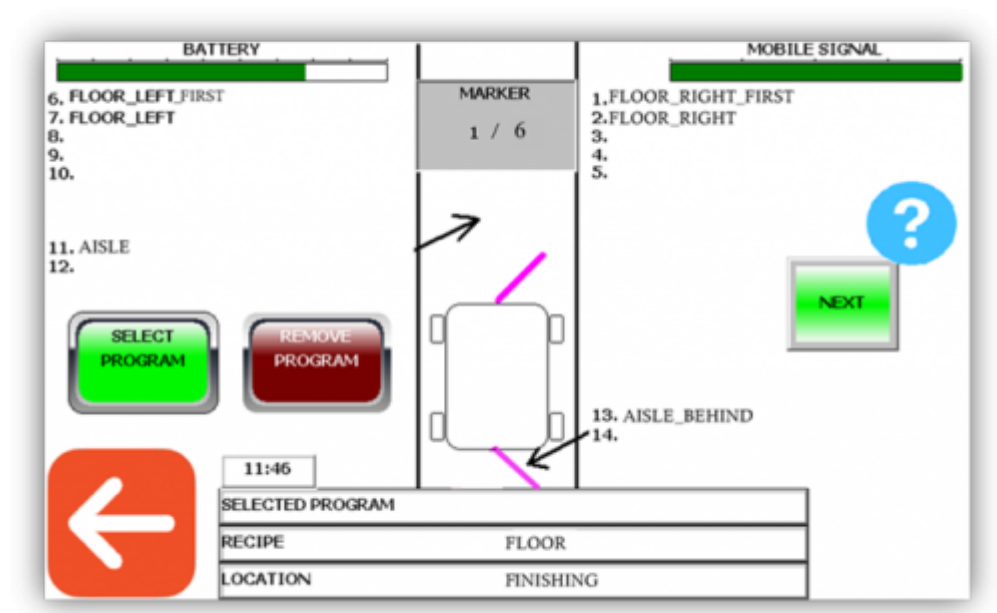 BATTERY
MOBILE SIGNAL
6. FLOOR_LEFT_FIRST
7. FLOOR_LEFT
8.
9.
10.
MARKER
1 / 6
1.FLOOR_RIGHT_FIRST
2.FLOOR_RIGHT
3.
4.
5.
?
11. AISLE
12.
NEXT
SELECT
PROGRAM
REMOVE
PROGRAM
13. AISLE_BEHIND
14.
11:46
SELECTED PROGRAM
RECIPE FLOOR
LOCATION FINISHING